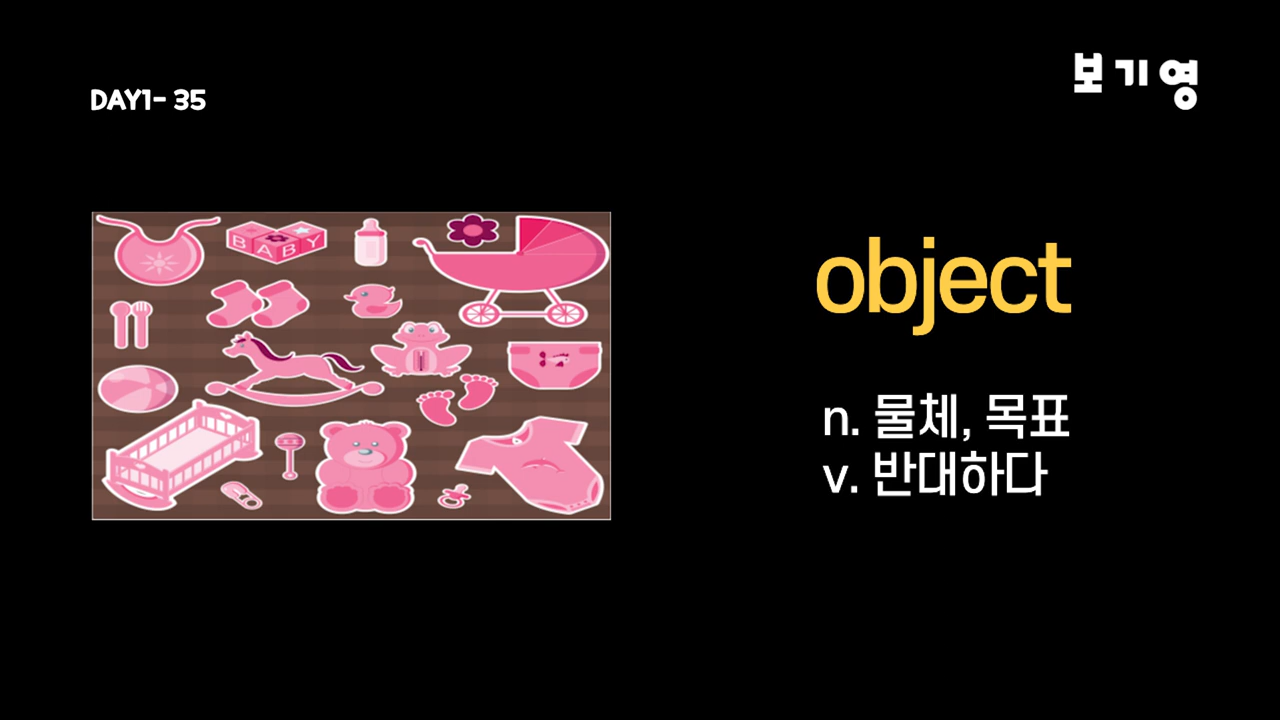 보기영
DAY1- 35
BABY
object
n. 물체, 목표
v. 반대하다